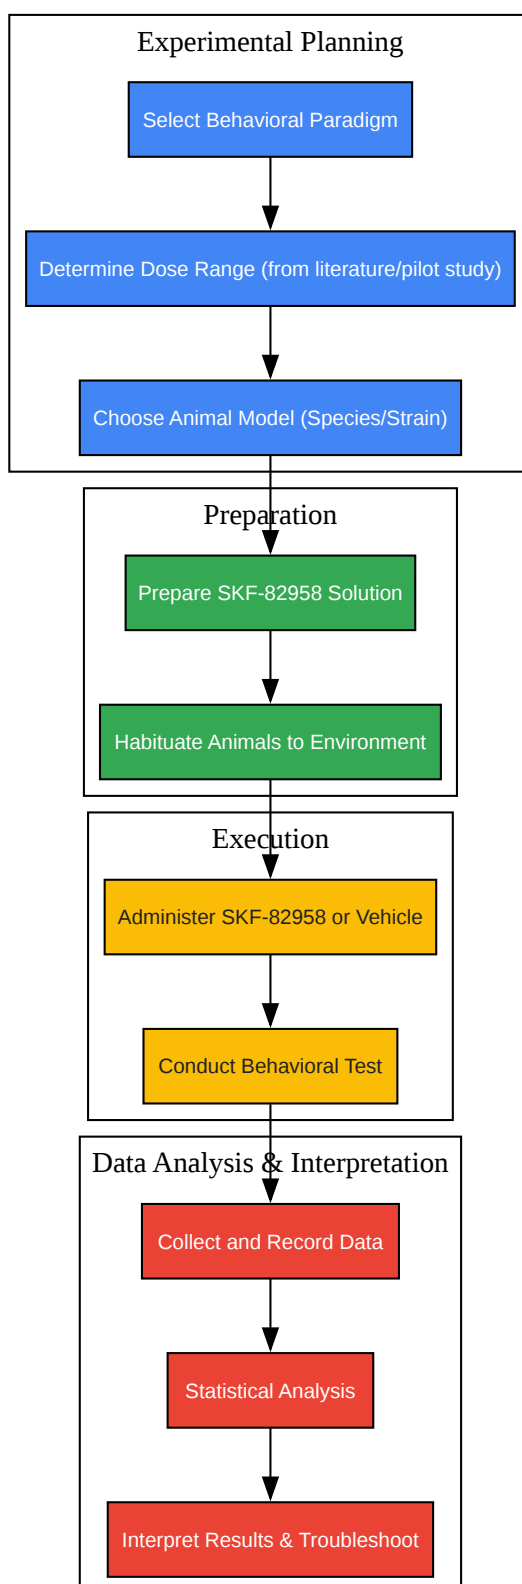 Experimental Planning
Select Behavioral Paradigm
Determine Dose Range (from literature/pilot study)
Choose Animal Model (Species/Strain)
Preparation
Prepare SKF-82958 Solution
Habituate Animals to Environment
Execution
Administer SKF-82958 or Vehicle
Conduct Behavioral Test
Data Analysis & Interpretation
Collect and Record Data
Statistical Analysis
Interpret Results & Troubleshoot